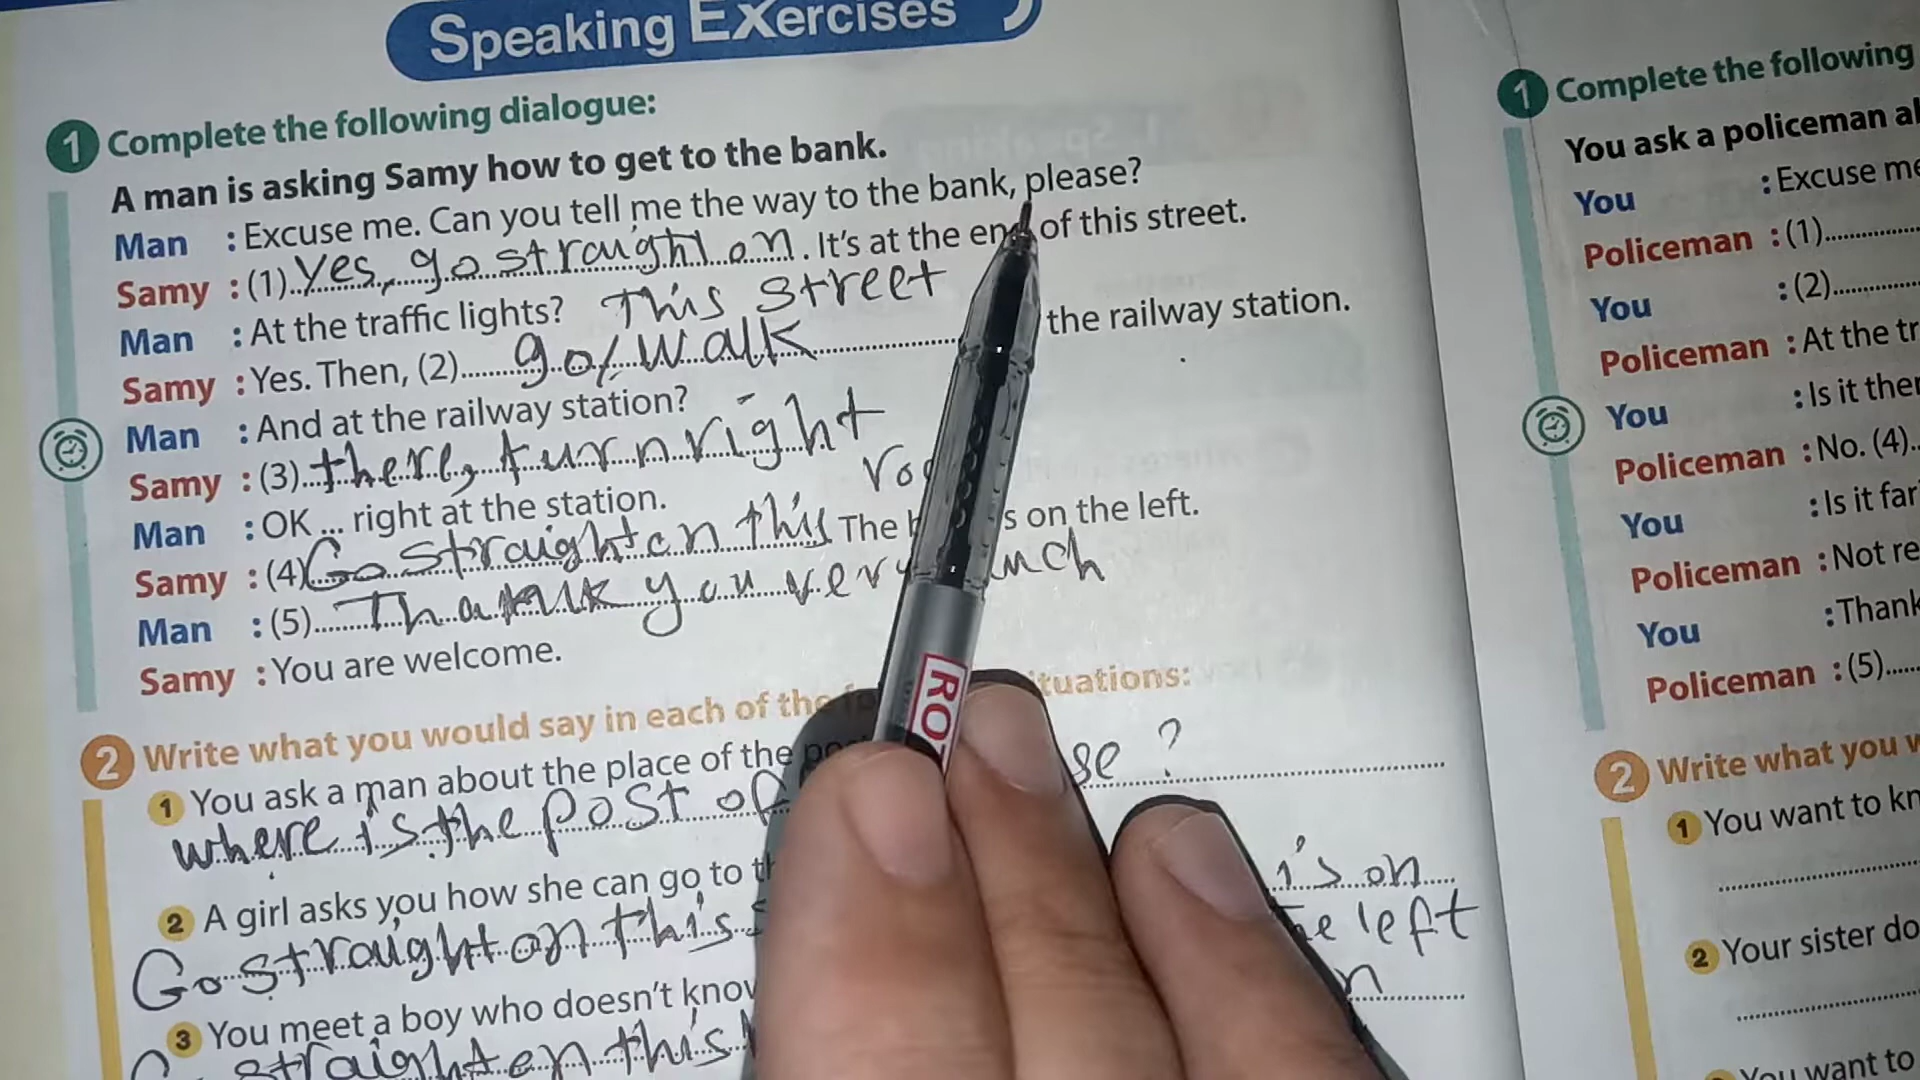 Speaking EXercises
1 Complete the following dialogue:
A man is asking Samy how to get to the bank.
Man : Excuse me. Can you tell me the way to the bank, please?
Samy : (1) Yes, go straight on. It's at the end of this street.
This street
Man : At the traffic lights?
Samy : Yes. Then, (2) go/walk the railway station.
Man : And at the railway station?
Samy : (3) there, turn right
Man : OK ... right at the station.
Samy : (4) Go straight on this The on the left.
Man : (5) Thank you very
Samy : You are welcome.
2 Write what you would say in each of the
1 You ask a man about the place of the
where is the post ?
2 A girl asks you how she can go to
Go straight on this is on
the left
3 You meet a boy who doesn't know
straight on this
1 Complete the following
You ask a policeman
You : Excuse me
Policeman : (1)
You : (2)
Policeman : At the
You : Is it
Policeman : No. (4)
You : Is it far
Policeman : Not
You : Thank
Policeman : (5)
2 Write what you
1 You want to
2 Your sister
You want to
RO